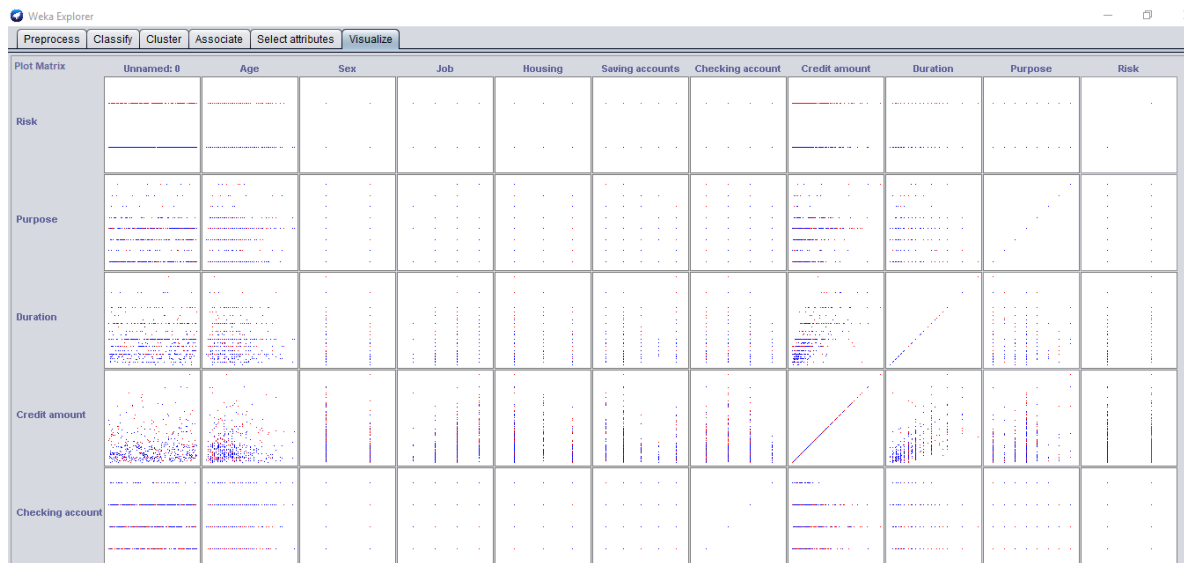 Weka Explorer
Preprocess Classify Cluster Associate Select attributes Visualize
Plot Matrix Unnamed: 0 Age Sex Job Housing Saving accounts Checking account Credit amount Duration Purpose Risk
Risk
Purpose
Duration
Credit amount
Checking account